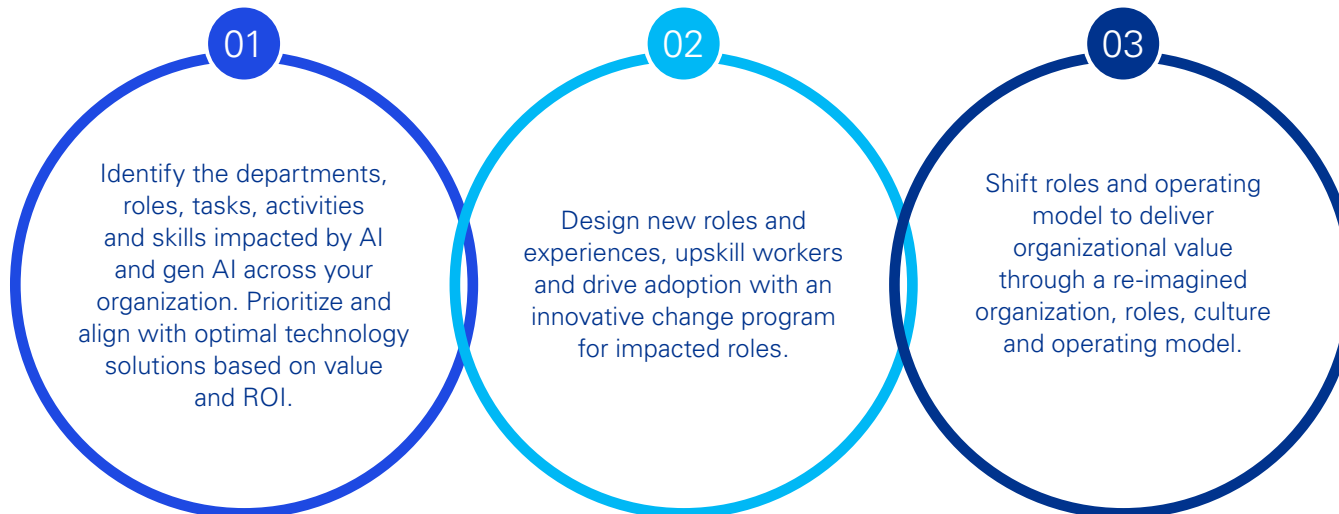 01
Identify the departments,
roles, tasks, activities
and skills impacted by AI
and gen AI across your
organization. Prioritize and
align with optimal technology
solutions based on value
and ROI.
02
Design new roles and
experiences, upskill workers
and drive adoption with an
innovative change program
for impacted roles.
03
Shift roles and operating
model to deliver
organizational value
through a re-imagined
organization, roles, culture
and operating model.